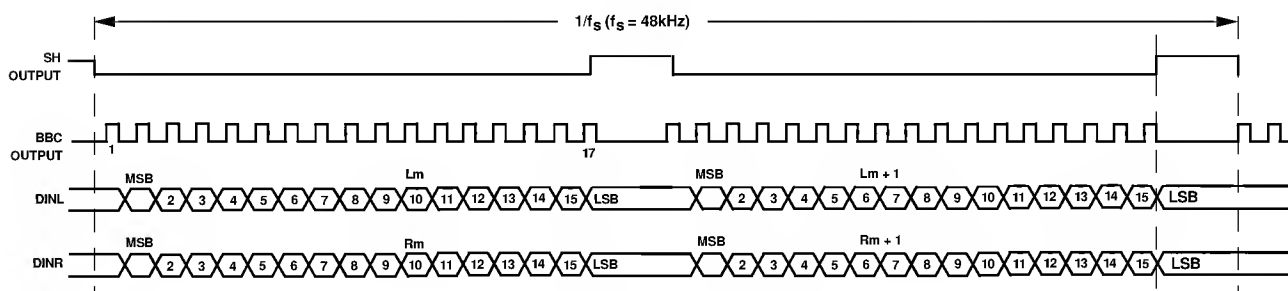 1/fS (fS = 48kHz)
SH
OUTPUT
BBC
OUTPUT
1
17
MSB
Lm
MSB
Lm + 1
DINL
2 3 4 5 6 7 8 9 10 11 12 13 14 15 LSB 2 3 4 5 6 7 8 9 10 11 12 13 14 15 LSB
MSB
Rm
MSB
Rm + 1
DINR
2 3 4 5 6 7 8 9 10 11 12 13 14 15 LSB 2 3 4 5 6 7 8 9 10 11 12 13 14 15 LSB